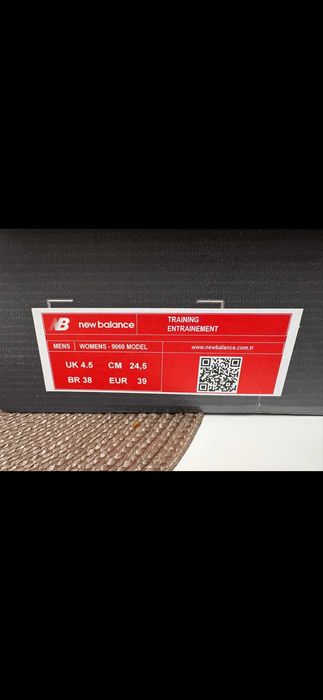 NB new balance
TRAINING
ENTRAINEMENT
MENS WOMENS - 9060 MODEL
www.newbalance.com.tr
UK 4.5 CM 24,5
BR 38 EUR 39